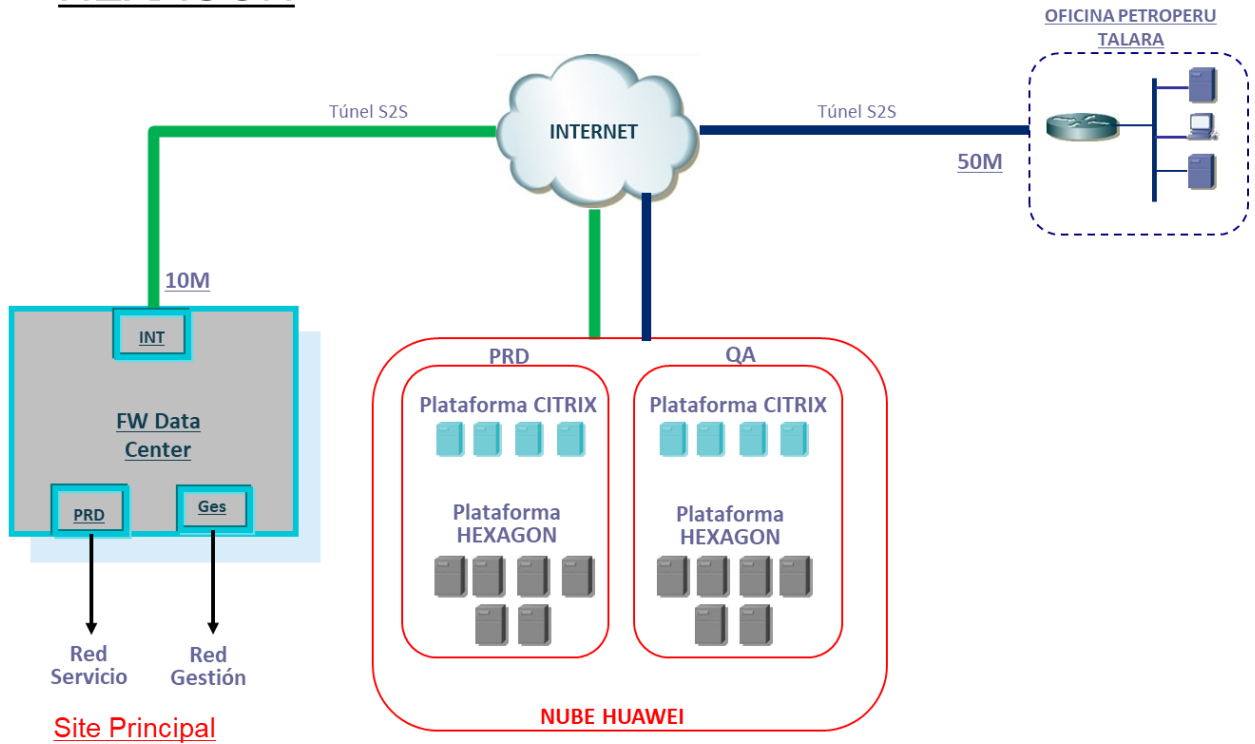 OFICINA PETROPERU
TALARA
Túnel S2S
INTERNET
Túnel S2S
50M
10M
INT
FW Data
Center
PRD
Ges
Red
Servicio
Red
Gestión
Site Principal
PRD
QA
Plataforma CITRIX
Plataforma CITRIX
Plataforma
HEXAGON
Plataforma
HEXAGON
NUBE HUAWEI